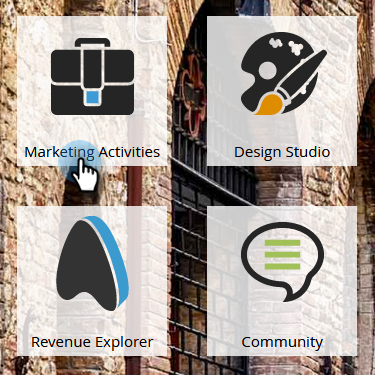 Marketing Activities
Design Studio
Revenue Explorer
Community